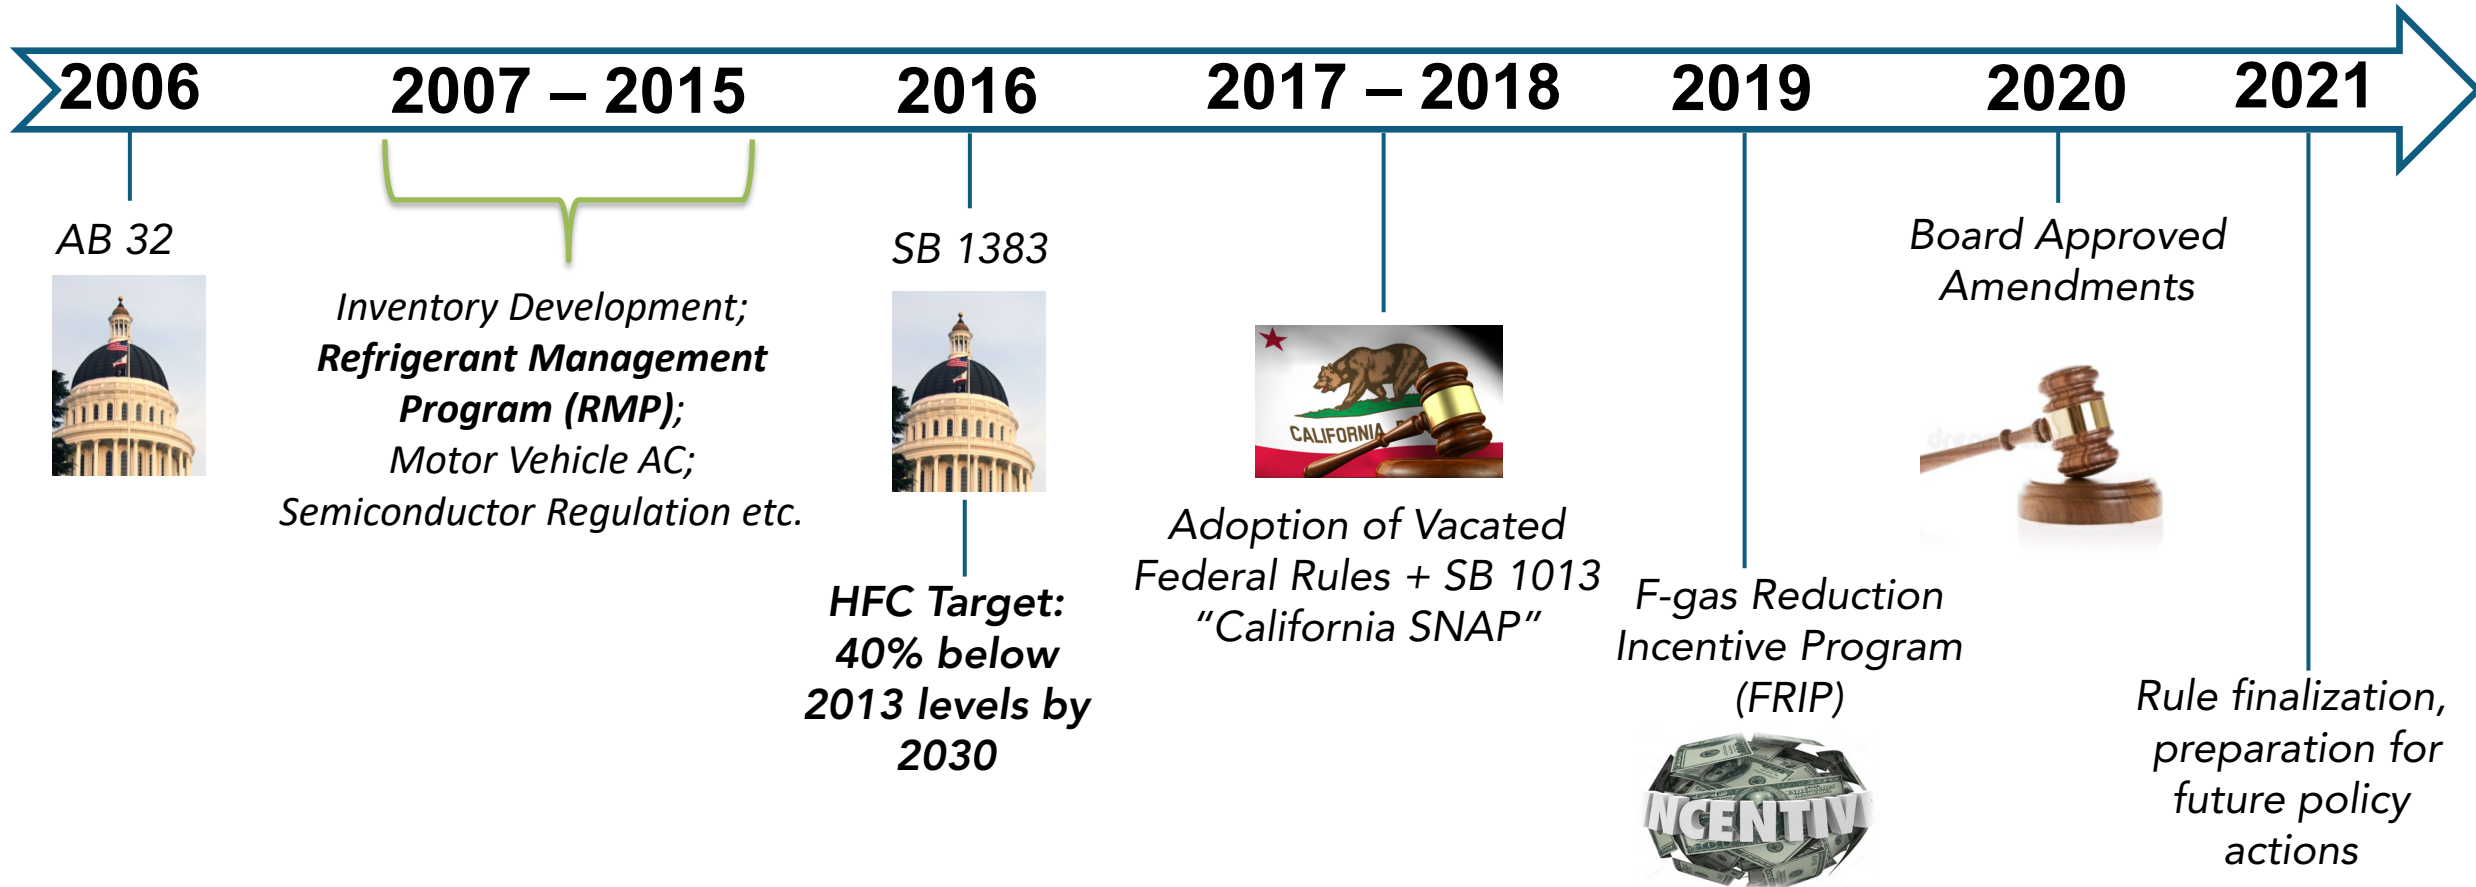 2006
2007 – 2015
2016
2017 – 2018
2019
2020
2021
AB 32
Inventory Development;
Refrigerant Management
Program (RMP);
Motor Vehicle AC;
Semiconductor Regulation etc.
SB 1383
HFC Target:
40% below
2013 levels by
2030
CALIFORNIA
Adoption of Vacated
Federal Rules + SB 1013
“California SNAP”
F-gas Reduction
Incentive Program
(FRIP)
NCENTIV
Board Approved
Amendments
Rule finalization,
preparation for
future policy
actions